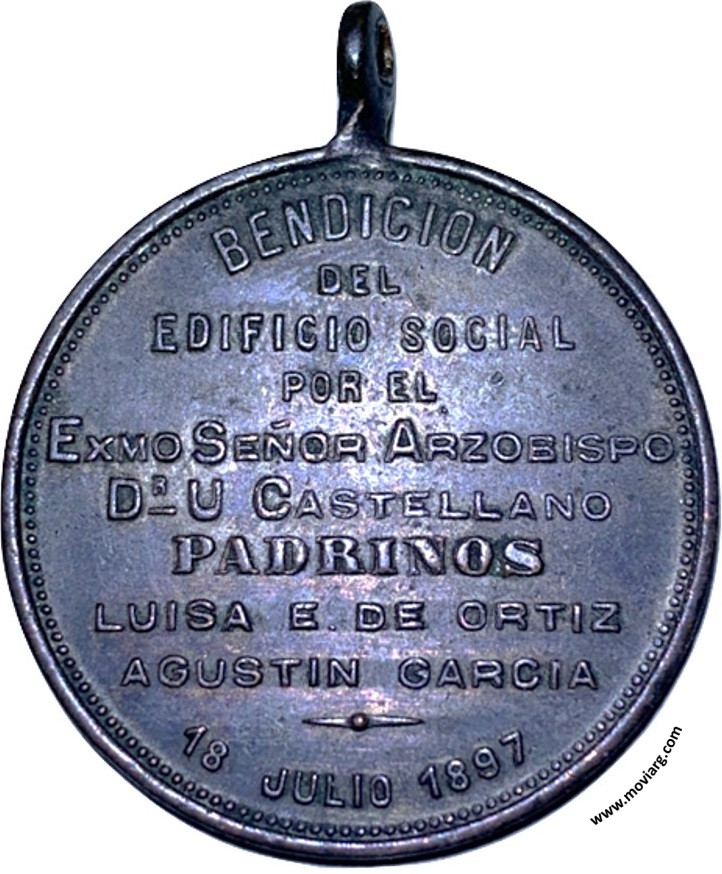 BENDICION
DEL
EDIFICIO SOCIAL
POR EL
EXMO SEÑOR ARZOBISPO
DR U CASTELLANO
PADRINOS
LUISA E. DE ORTIZ
AGUSTIN GARCIA
18 JULIO 1897
www.moviarg.com